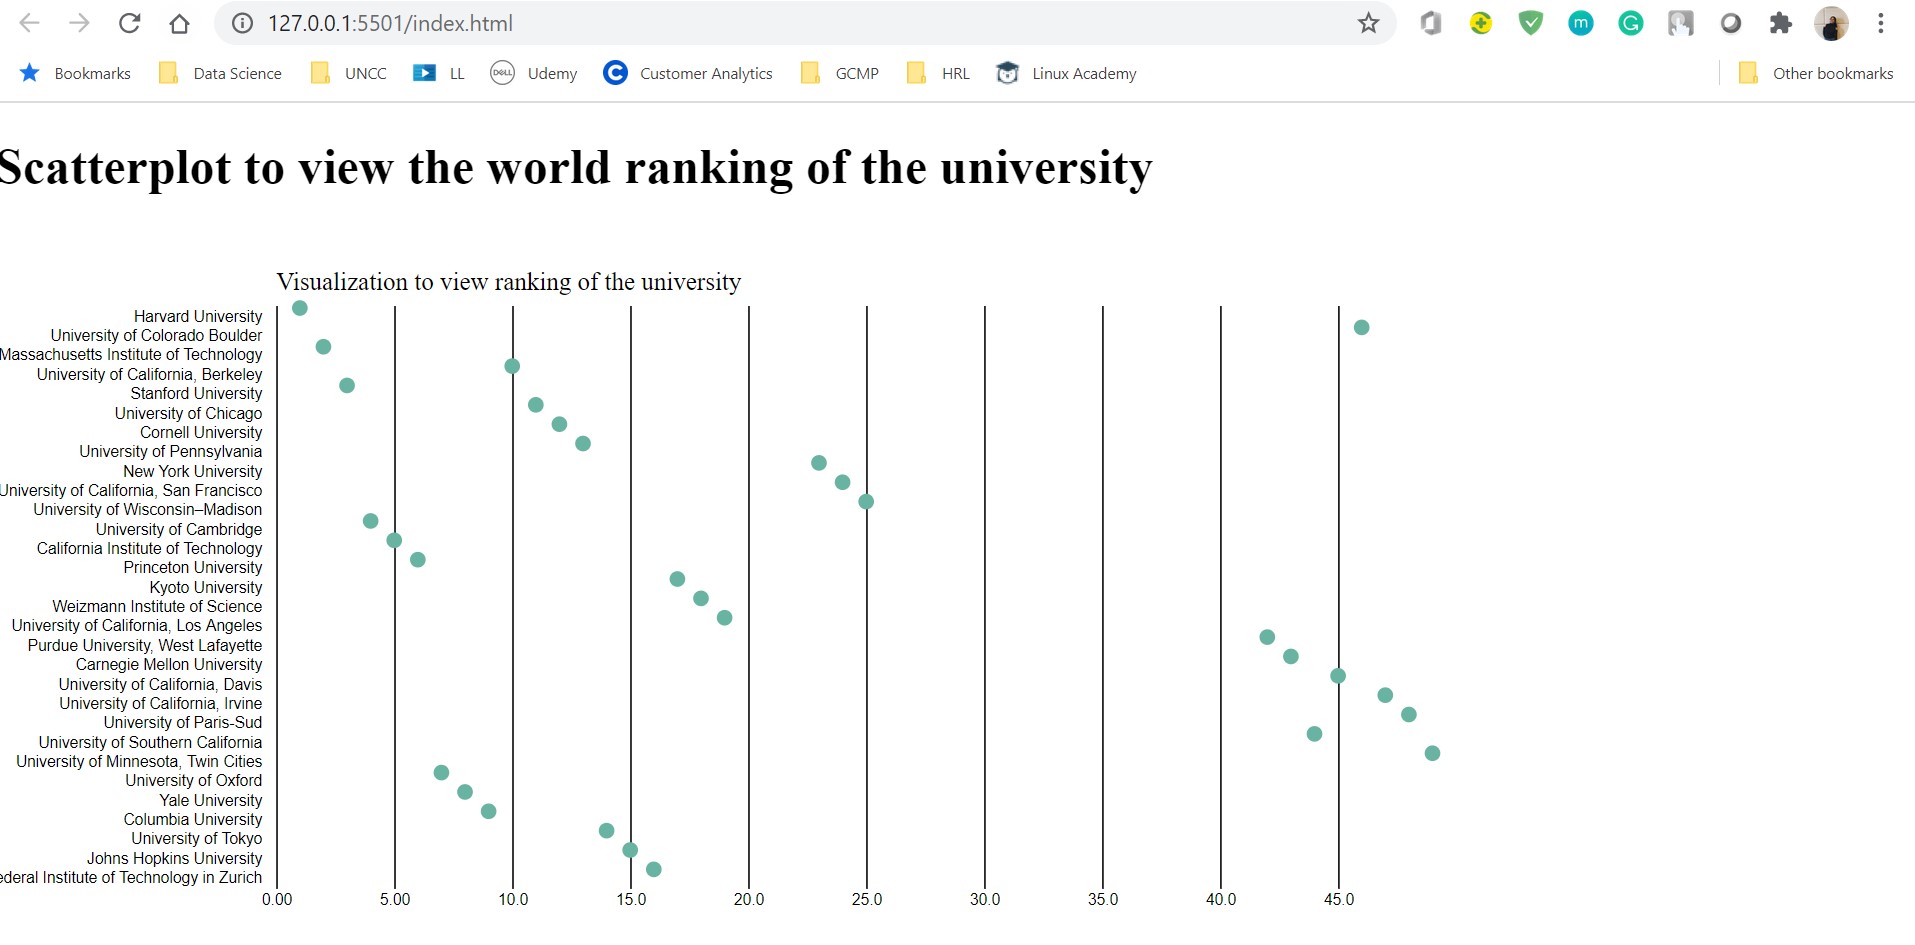 127.0.0.1:5501/index.html
Bookmarks Data Science UNCC LL DELL Udemy C Customer Analytics GCMP HRL Linux Academy Other bookmarks
Scatterplot to view the world ranking of the university
Visualization to view ranking of the university
Harvard University
University of Colorado Boulder
Massachusetts Institute of Technology
University of California, Berkeley
Stanford University
University of Chicago
Cornell University
University of Pennsylvania
New York University
University of California, San Francisco
University of Wisconsin–Madison
University of Cambridge
California Institute of Technology
Princeton University
Kyoto University
Weizmann Institute of Science
University of California, Los Angeles
Purdue University, West Lafayette
Carnegie Mellon University
University of California, Davis
University of California, Irvine
University of Paris-Sud
University of Southern California
University of Minnesota, Twin Cities
University of Oxford
Yale University
Columbia University
University of Tokyo
Johns Hopkins University
ederal Institute of Technology in Zurich
0.00 5.00 10.0 15.0 20.0 25.0 30.0 35.0 40.0 45.0